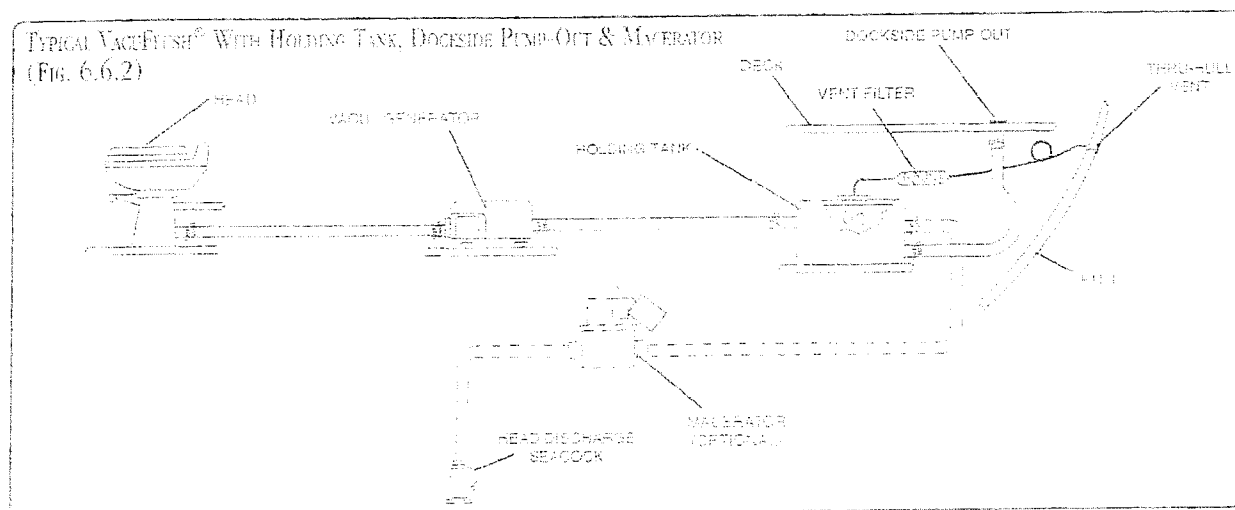 TYPICAL VACUFLUSH® WITH HOLDING TANK, DOCKSIDE PUMP-OUT & MACERATOR
(FIG. 6.6.2)
DOCKSIDE PUMP OUT
DECK
THRU-HULL
VENT
VENT FILTER
HEAD
GENERATOR
HOLDING TANK
MACERATOR
(OPTIONAL)
HEAD DISCHARGE
SEACOCK